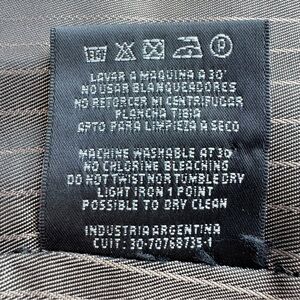 30° P
LAVAR A MAQUINA A 30°
NO USAR BLANQUEADORES
NO RETORCER NI CENTRIFUGAR
PLANCHA TIBIA
APTO PARA LIMPIEZA A SECO
MACHINE WASHABLE AT 30°
NO CHLORINE BLEACHING
DO NOT TWIST NOR TUMBLE DRY
LIGHT IRON 1 POINT
POSSIBLE TO DRY CLEAN
INDUSTRIA ARGENTINA
CUIT: 30-70768735-1